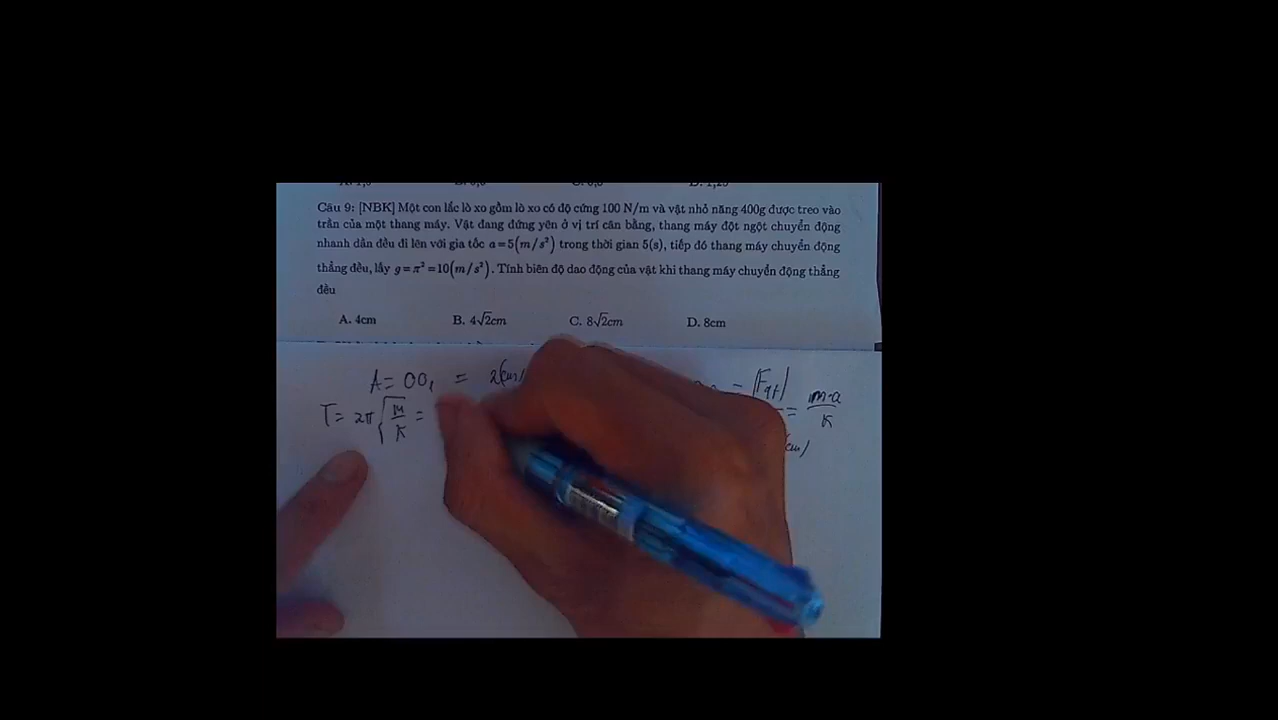 Câu 9: [NBK] Một con lắc lò xo gồm lò xo có độ cứng 100 N/m và vật nhỏ nặng 400g được treo vào
trần của một thang máy. Vật đang đứng yên ở vị trí cân bằng, thang máy đột ngột chuyển động
nhanh dần đều đi lên với gia tốc a=5(m/s²) trong thời gian 5(s), tiếp đó thang máy chuyển động
thẳng đều, lấy g=π²=10(m/s²). Tính biên độ dao động của vật khi thang máy chuyển động thẳng
đều
A. 4cm B. 4√2cm C. 8√2cm D. 8cm
A = OO₁ = 2(cm) = |Fqt| = m.a/K
T = 2π√(m/K) = cm)